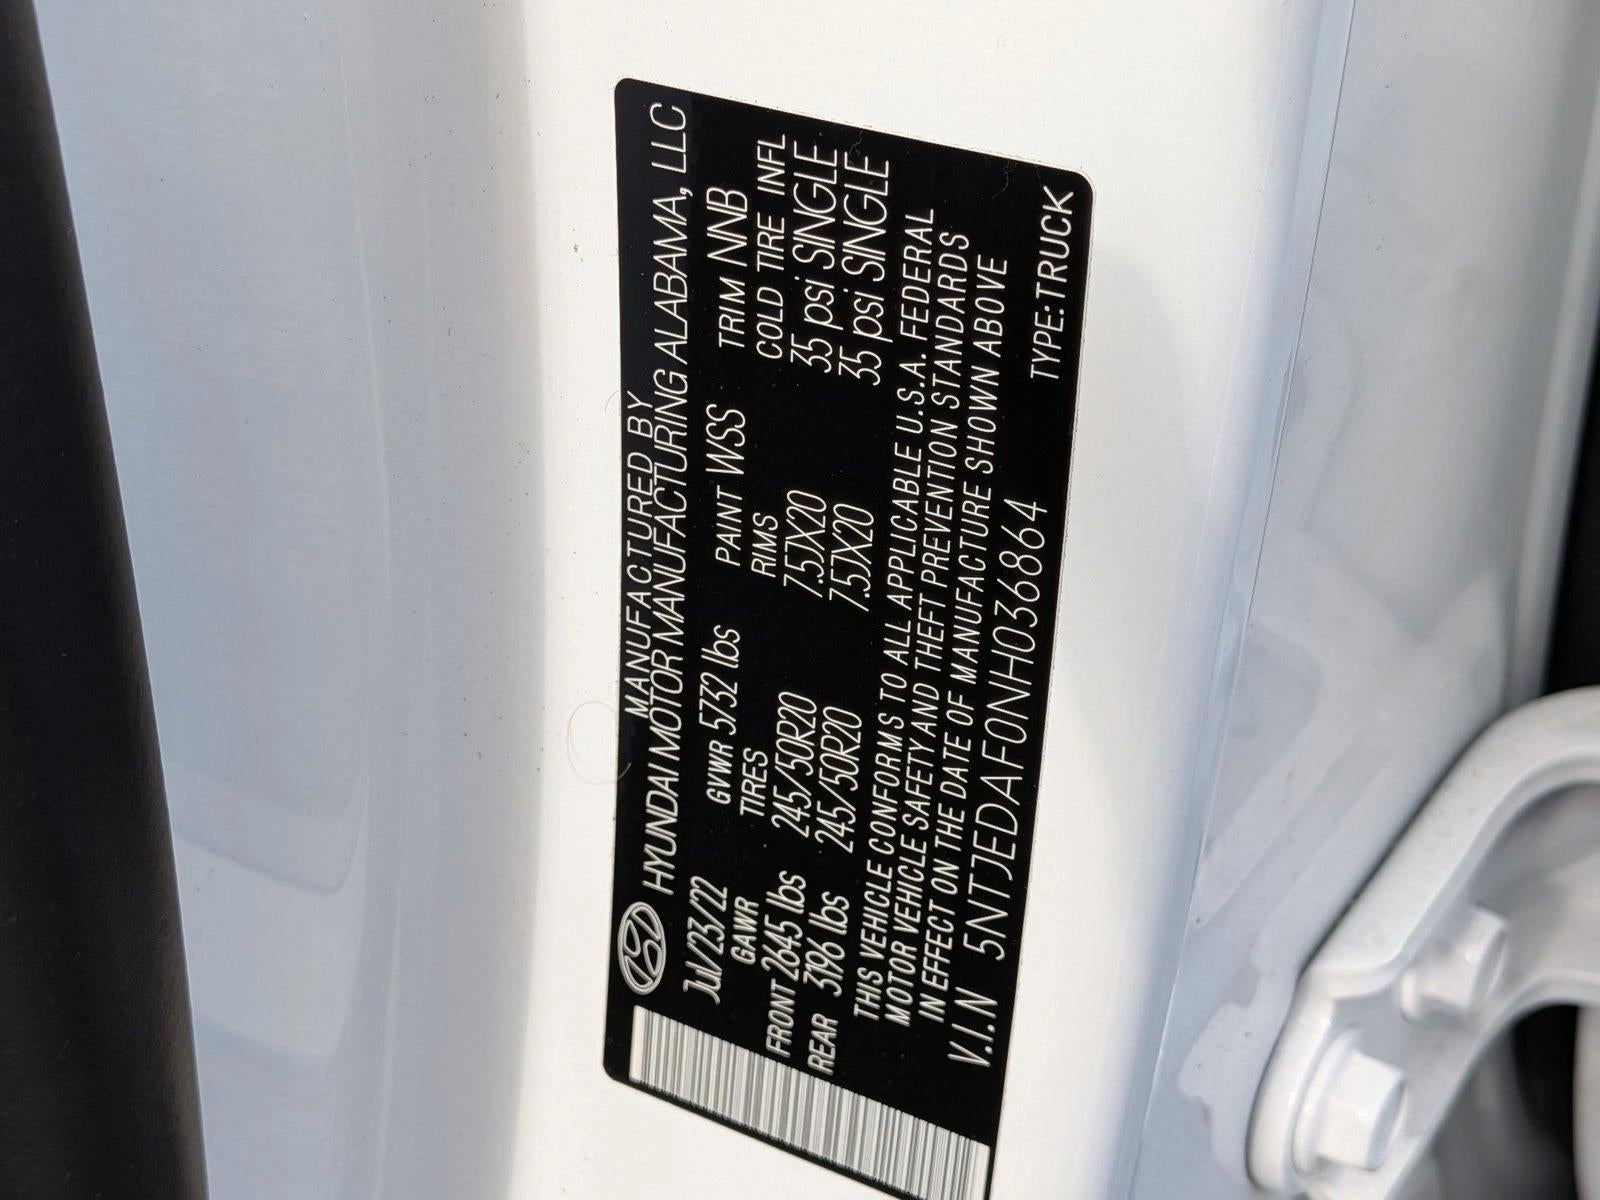 MANUFACTURED BY
HYUNDAI MOTOR MANUFACTURING ALABAMA, LLC
Jul/23/22 GVWR 5732 lbs PAINT WSS TRIM NNB
GAWR TIRES RIMS COLD TIRE INFL
FRONT 2645 lbs 245/50R20 7.5JX20 35 psi SINGLE
REAR 3196 lbs 245/50R20 7.5JX20 35 psi SINGLE
THIS VEHICLE CONFORMS TO ALL APPLICABLE U.S.A. FEDERAL
MOTOR VEHICLE SAFETY AND THEFT PREVENTION STANDARDS
IN EFFECT ON THE DATE OF MANUFACTURE SHOWN ABOVE
V.I.N 5NTJEDAF0NH036864 TYPE:TRUCK